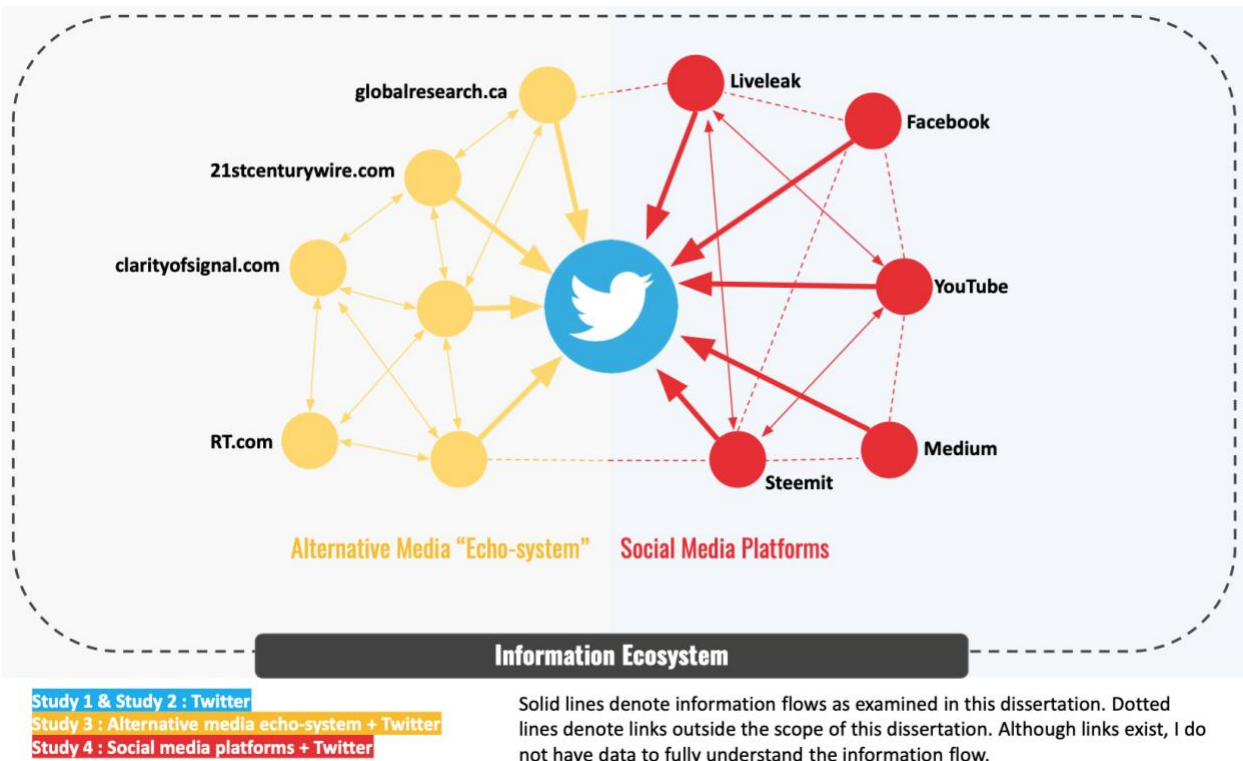 globalresearch.ca
Liveleak
Facebook
21stcenturywire.com
clarityofsignal.com
YouTube
RT.com
Medium
Steemit
Alternative Media “Echo-system”
Social Media Platforms
Information Ecosystem
Study 1 & Study 2 : Twitter
Study 3 : Alternative media echo-system + Twitter
Study 4 : Social media platforms + Twitter
Solid lines denote information flows as examined in this dissertation. Dotted
lines denote links outside the scope of this dissertation. Although links exist, I do
not have data to fully understand the information flow.